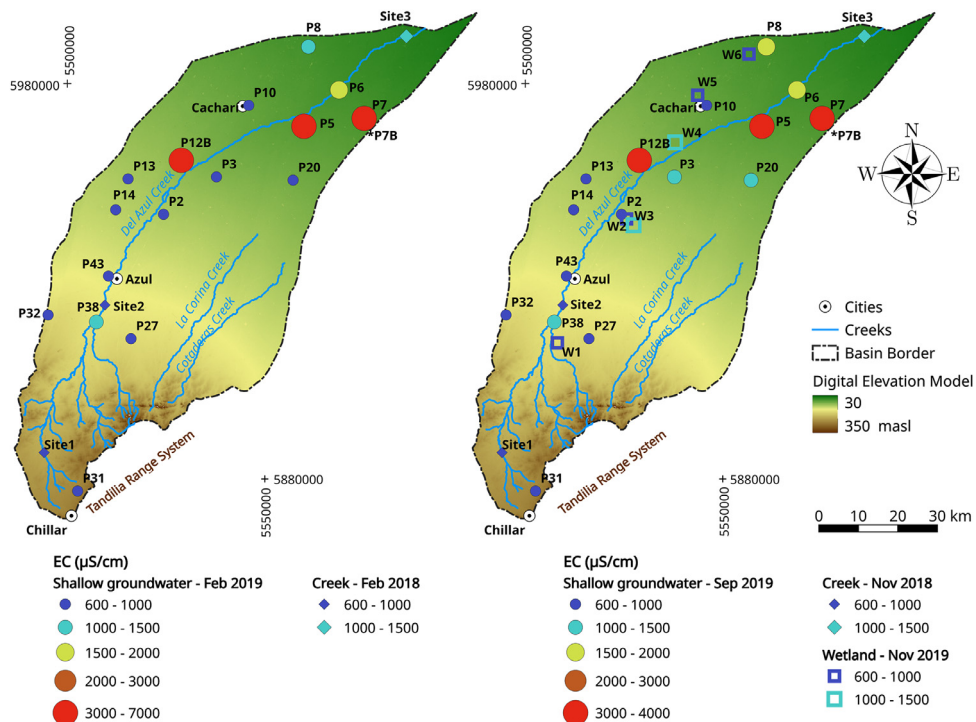 Site3
P8
5980000 +
5500000
P6
Cachari
P10
P7
P5
*P7B
P12B
P13
P3
P20
P14
Del Azul Creek
P2
P43
Azul
La Corina Creek
P32
P38
Site2
P27
Cotaderas Creek
Site1
Tandilia Range System
P31
Chillar
+ 5880000
5550000
Site3
P8
W6
5980000 +
5500000
W5
P6
Cachari
P10
P7
P5
*P7B
P12B
W4
P13
P3
P20
P14
Del Azul Creek
P2
W3
W2
P43
Azul
La Corina Creek
P32
Site2
P38
P27
W1
Cotaderas Creek
Site1
Tandilia Range System
P31
Chillar
+ 5880000
5550000
N
W
E
S
Cities
Creeks
Basin Border
Digital Elevation Model
30
350 masl
0 10 20 30 km
EC (µS/cm)
Shallow groundwater - Feb 2019
600 - 1000
1000 - 1500
1500 - 2000
2000 - 3000
3000 - 7000
Creek - Feb 2018
600 - 1000
1000 - 1500
EC (µS/cm)
Shallow groundwater - Sep 2019
600 - 1000
1000 - 1500
1500 - 2000
2000 - 3000
3000 - 4000
Creek - Nov 2018
600 - 1000
1000 - 1500
Wetland - Nov 2019
600 - 1000
1000 - 1500